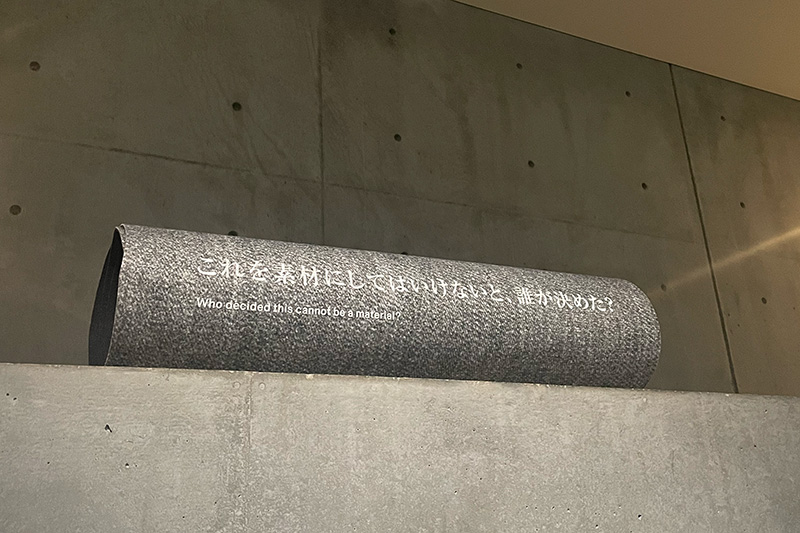 これを素材にしてはいけないと、誰が決めた?
Who decided this cannot be a material?